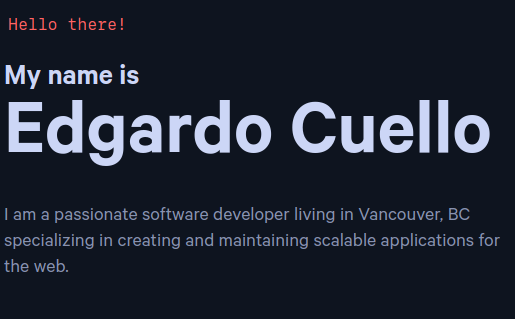 Hello there!
My name is
Edgardo Cuello
I am a passionate software developer living in Vancouver, BC
specializing in creating and maintaining scalable applications for
the web.